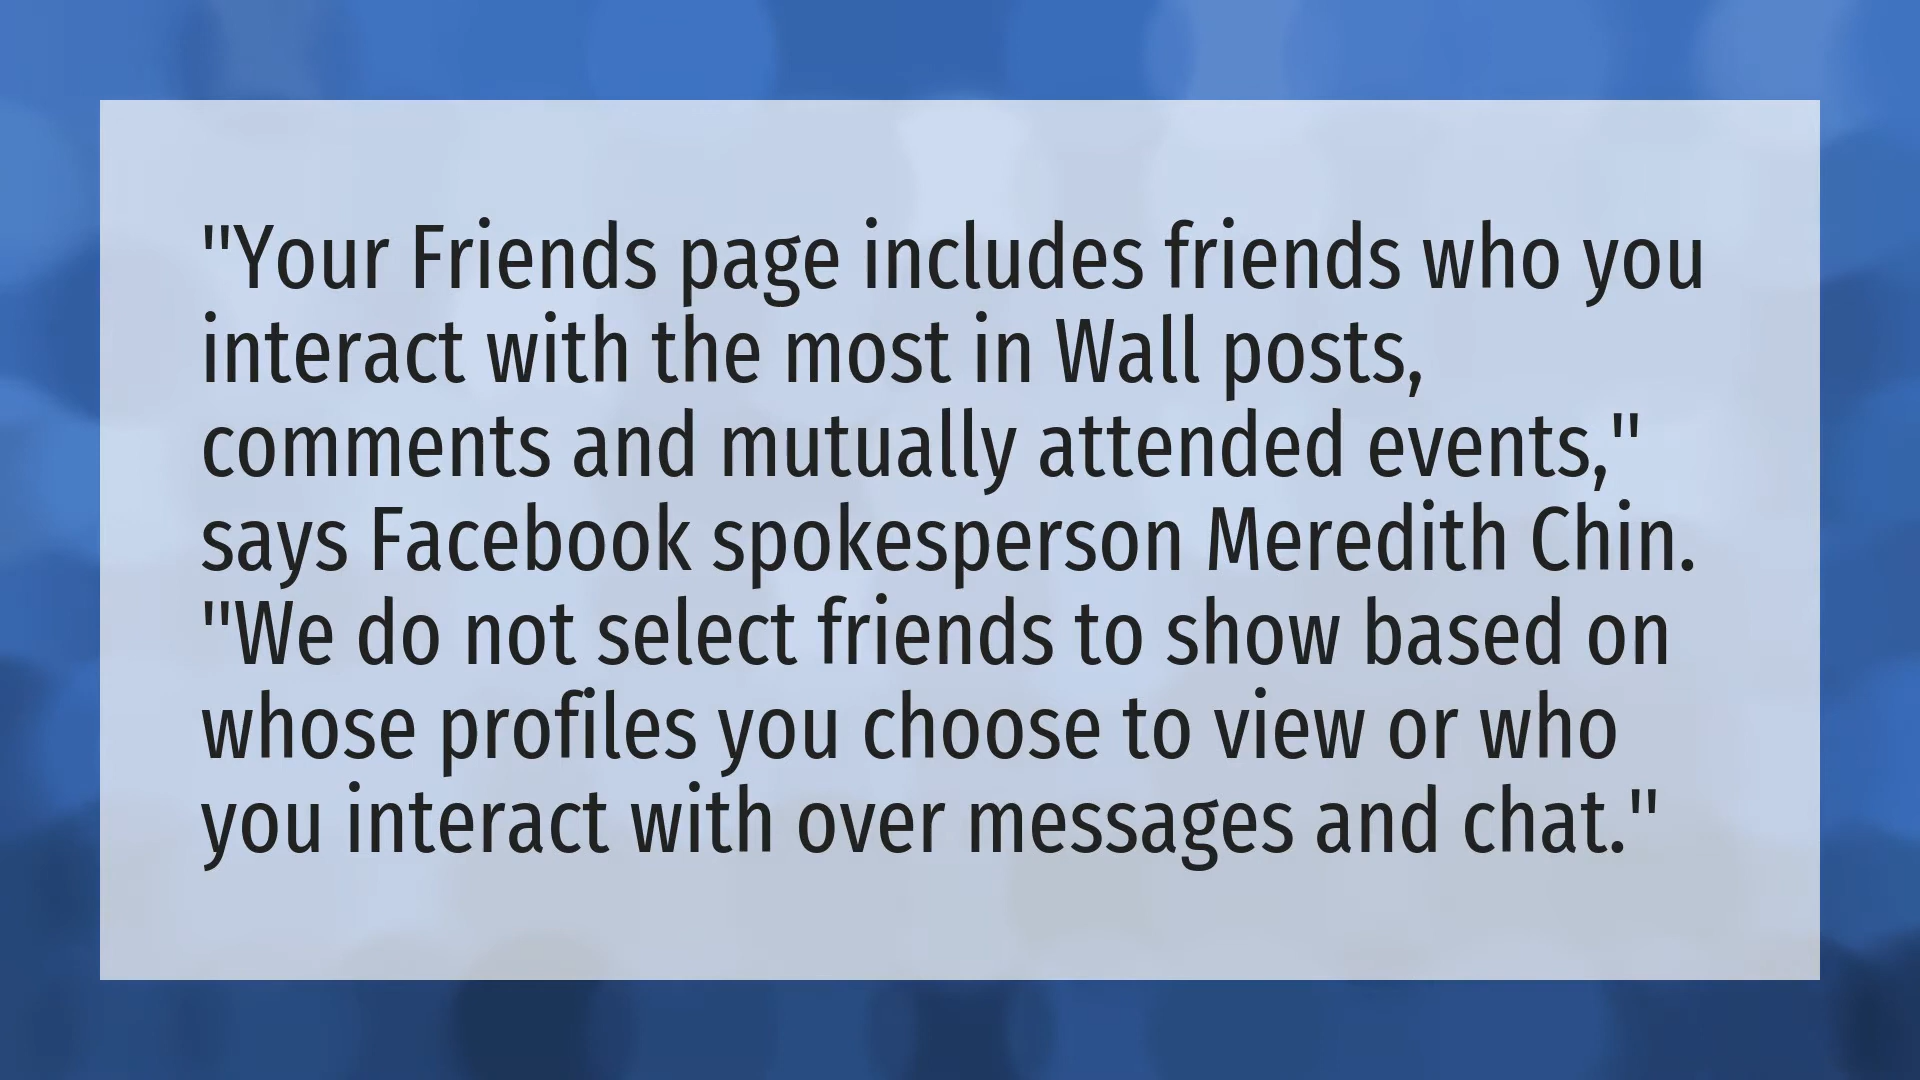 "Your Friends page includes friends who you
interact with the most in Wall posts,
comments and mutually attended events,"
says Facebook spokesperson Meredith Chin.
"We do not select friends to show based on
whose profiles you choose to view or who
you interact with over messages and chat."